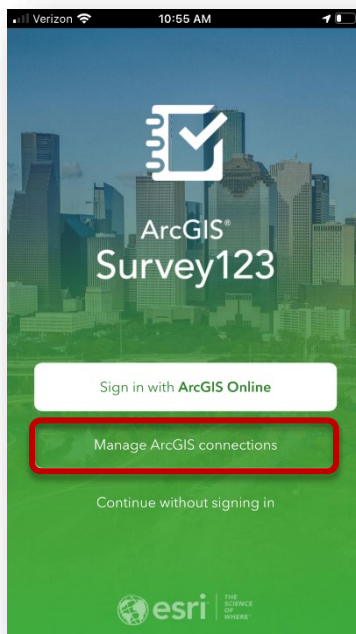 Verizon 10:55 AM
ArcGIS®
Survey123
Sign in with ArcGIS Online
Manage ArcGIS connections
Continue without signing in
esri THE SCIENCE OF WHERE®